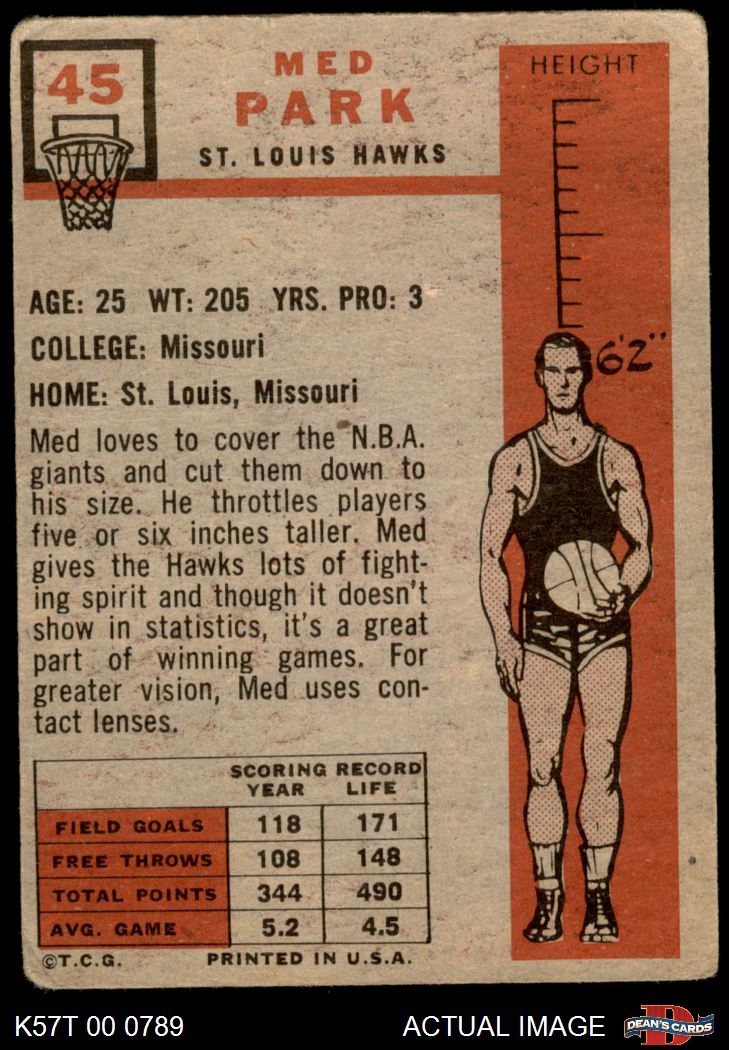 45
MED
PARK
ST. LOUIS HAWKS
HEIGHT
6'2"
AGE: 25 WT: 205 YRS. PRO: 3
COLLEGE: Missouri
HOME: St. Louis, Missouri
Med loves to cover the N.B.A.
giants and cut them down to
his size. He throttles players
five or six inches taller. Med
gives the Hawks lots of fight-
ing spirit and though it doesn't
show in statistics, it's a great
part of winning games. For
greater vision, Med uses con-
tact lenses.
SCORING RECORD
YEAR LIFE
FIELD GOALS 118 171
FREE THROWS 108 148
TOTAL POINTS 344 490
AVG. GAME 5.2 4.5
©T.C.G. PRINTED IN U.S.A.
K57T 00 0789 ACTUAL IMAGE D DEAN'S CARDS